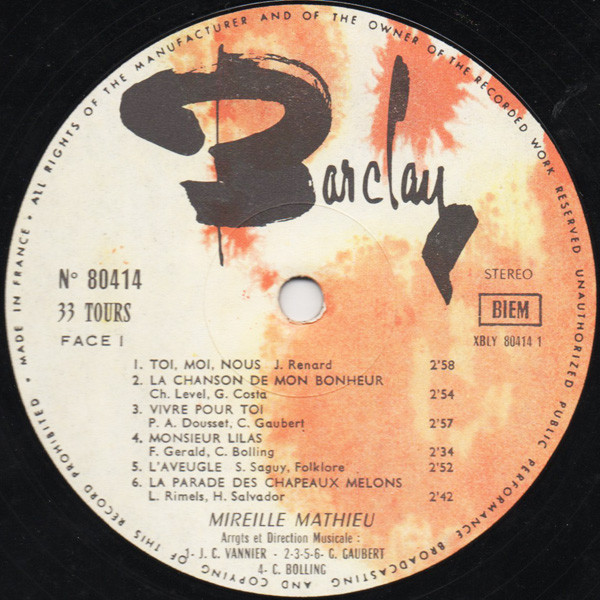 MADE IN FRANCE • ALL RIGHTS OF THE MANUFACTURER AND OF THE OWNER OF THE RECORDED WORK RESERVED UNAUTHORIZED PUBLIC PERFORMANCE BROADCASTING AND COPYING OF THIS RECORD PROHIBITED •
Barclay
N° 80414
33 TOURS
FACE I
STEREO
BIEM
XBLY 80414 1
1. TOI, MOI, NOUS J. Renard 2'58
2. LA CHANSON DE MON BONHEUR
Ch. Level, G. Costa 2'54
3. VIVRE POUR TOI
P. A. Dousset, C. Gaubert 2'57
4. MONSIEUR LILAS
F. Gerald, C. Bolling 2'34
5. L'AVEUGLE S. Saguy, Folklore 2'52
6. LA PARADE DES CHAPEAUX MELONS
L. Rimels, H. Salvador 2'42
MIREILLE MATHIEU
Arrgts et Direction Musicale :
1- J. C. VANNIER - 2-3-5-6- G. GAUBERT
4- C. BOLLING